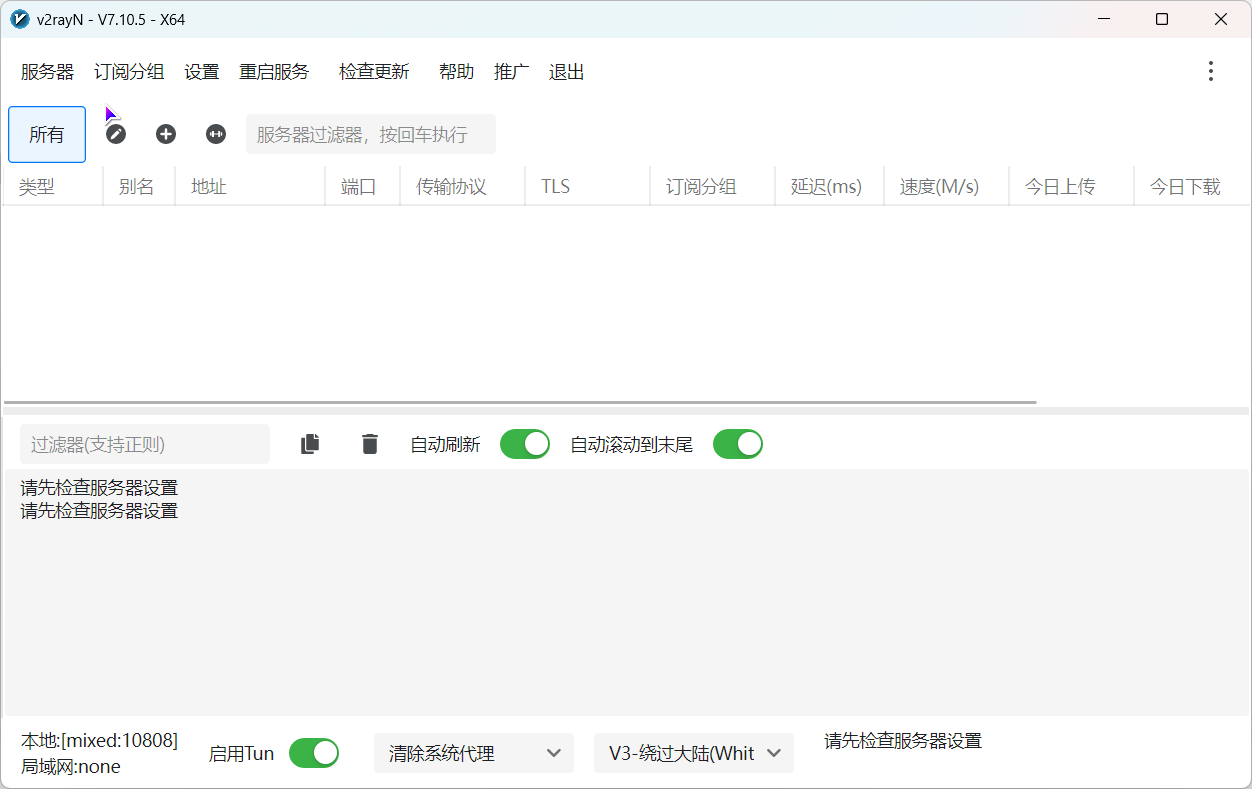 v2rayN - V7.10.5 - X64
服务器 订阅分组 设置 重启服务 检查更新 帮助 推广 退出
所有 服务器过滤器，按回车执行
类型 别名 地址 端口 传输协议 TLS 订阅分组 延迟(ms) 速度(M/s) 今日上传 今日下载
过滤器(支持正则) 自动刷新 自动滚动到末尾
请先检查服务器设置
请先检查服务器设置
本地:[mixed:10808]
局域网:none
启用Tun 清除系统代理 V3-绕过大陆(Whit 请先检查服务器设置